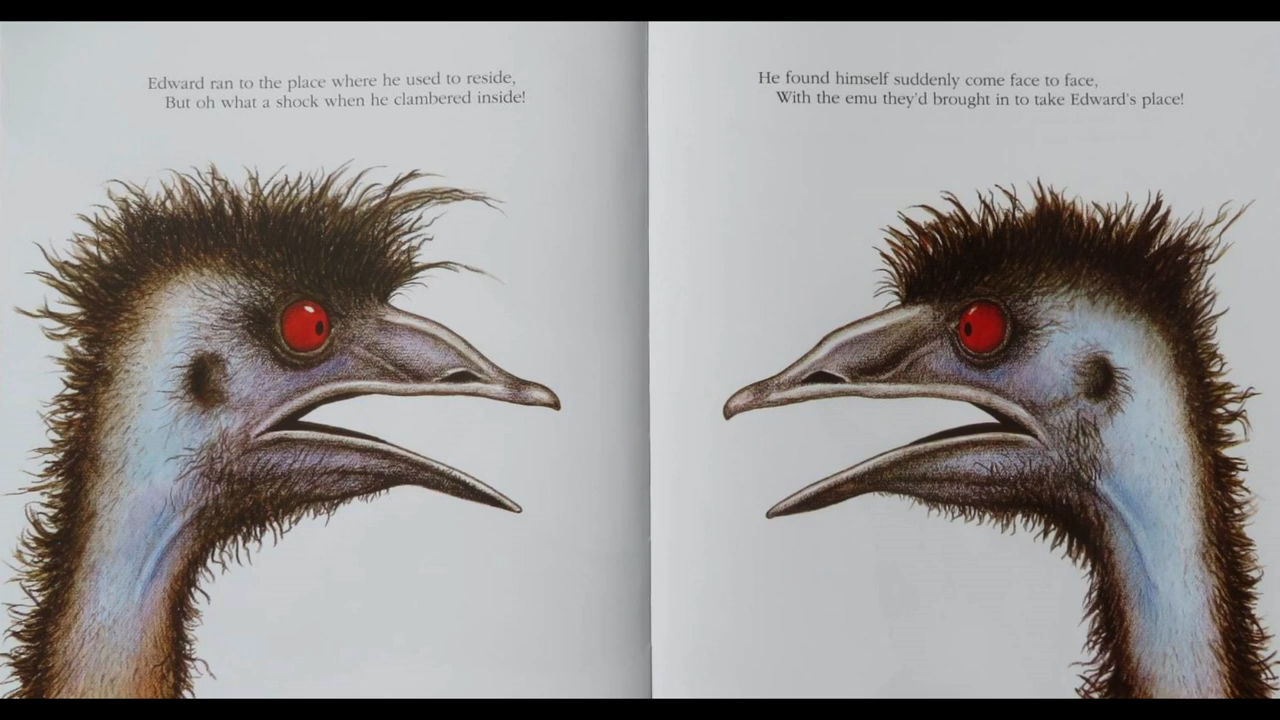 Edward ran to the place where he used to reside,
But oh what a shock when he clambered inside!
He found himself suddenly come face to face,
With the emu they'd brought in to take Edward's place!